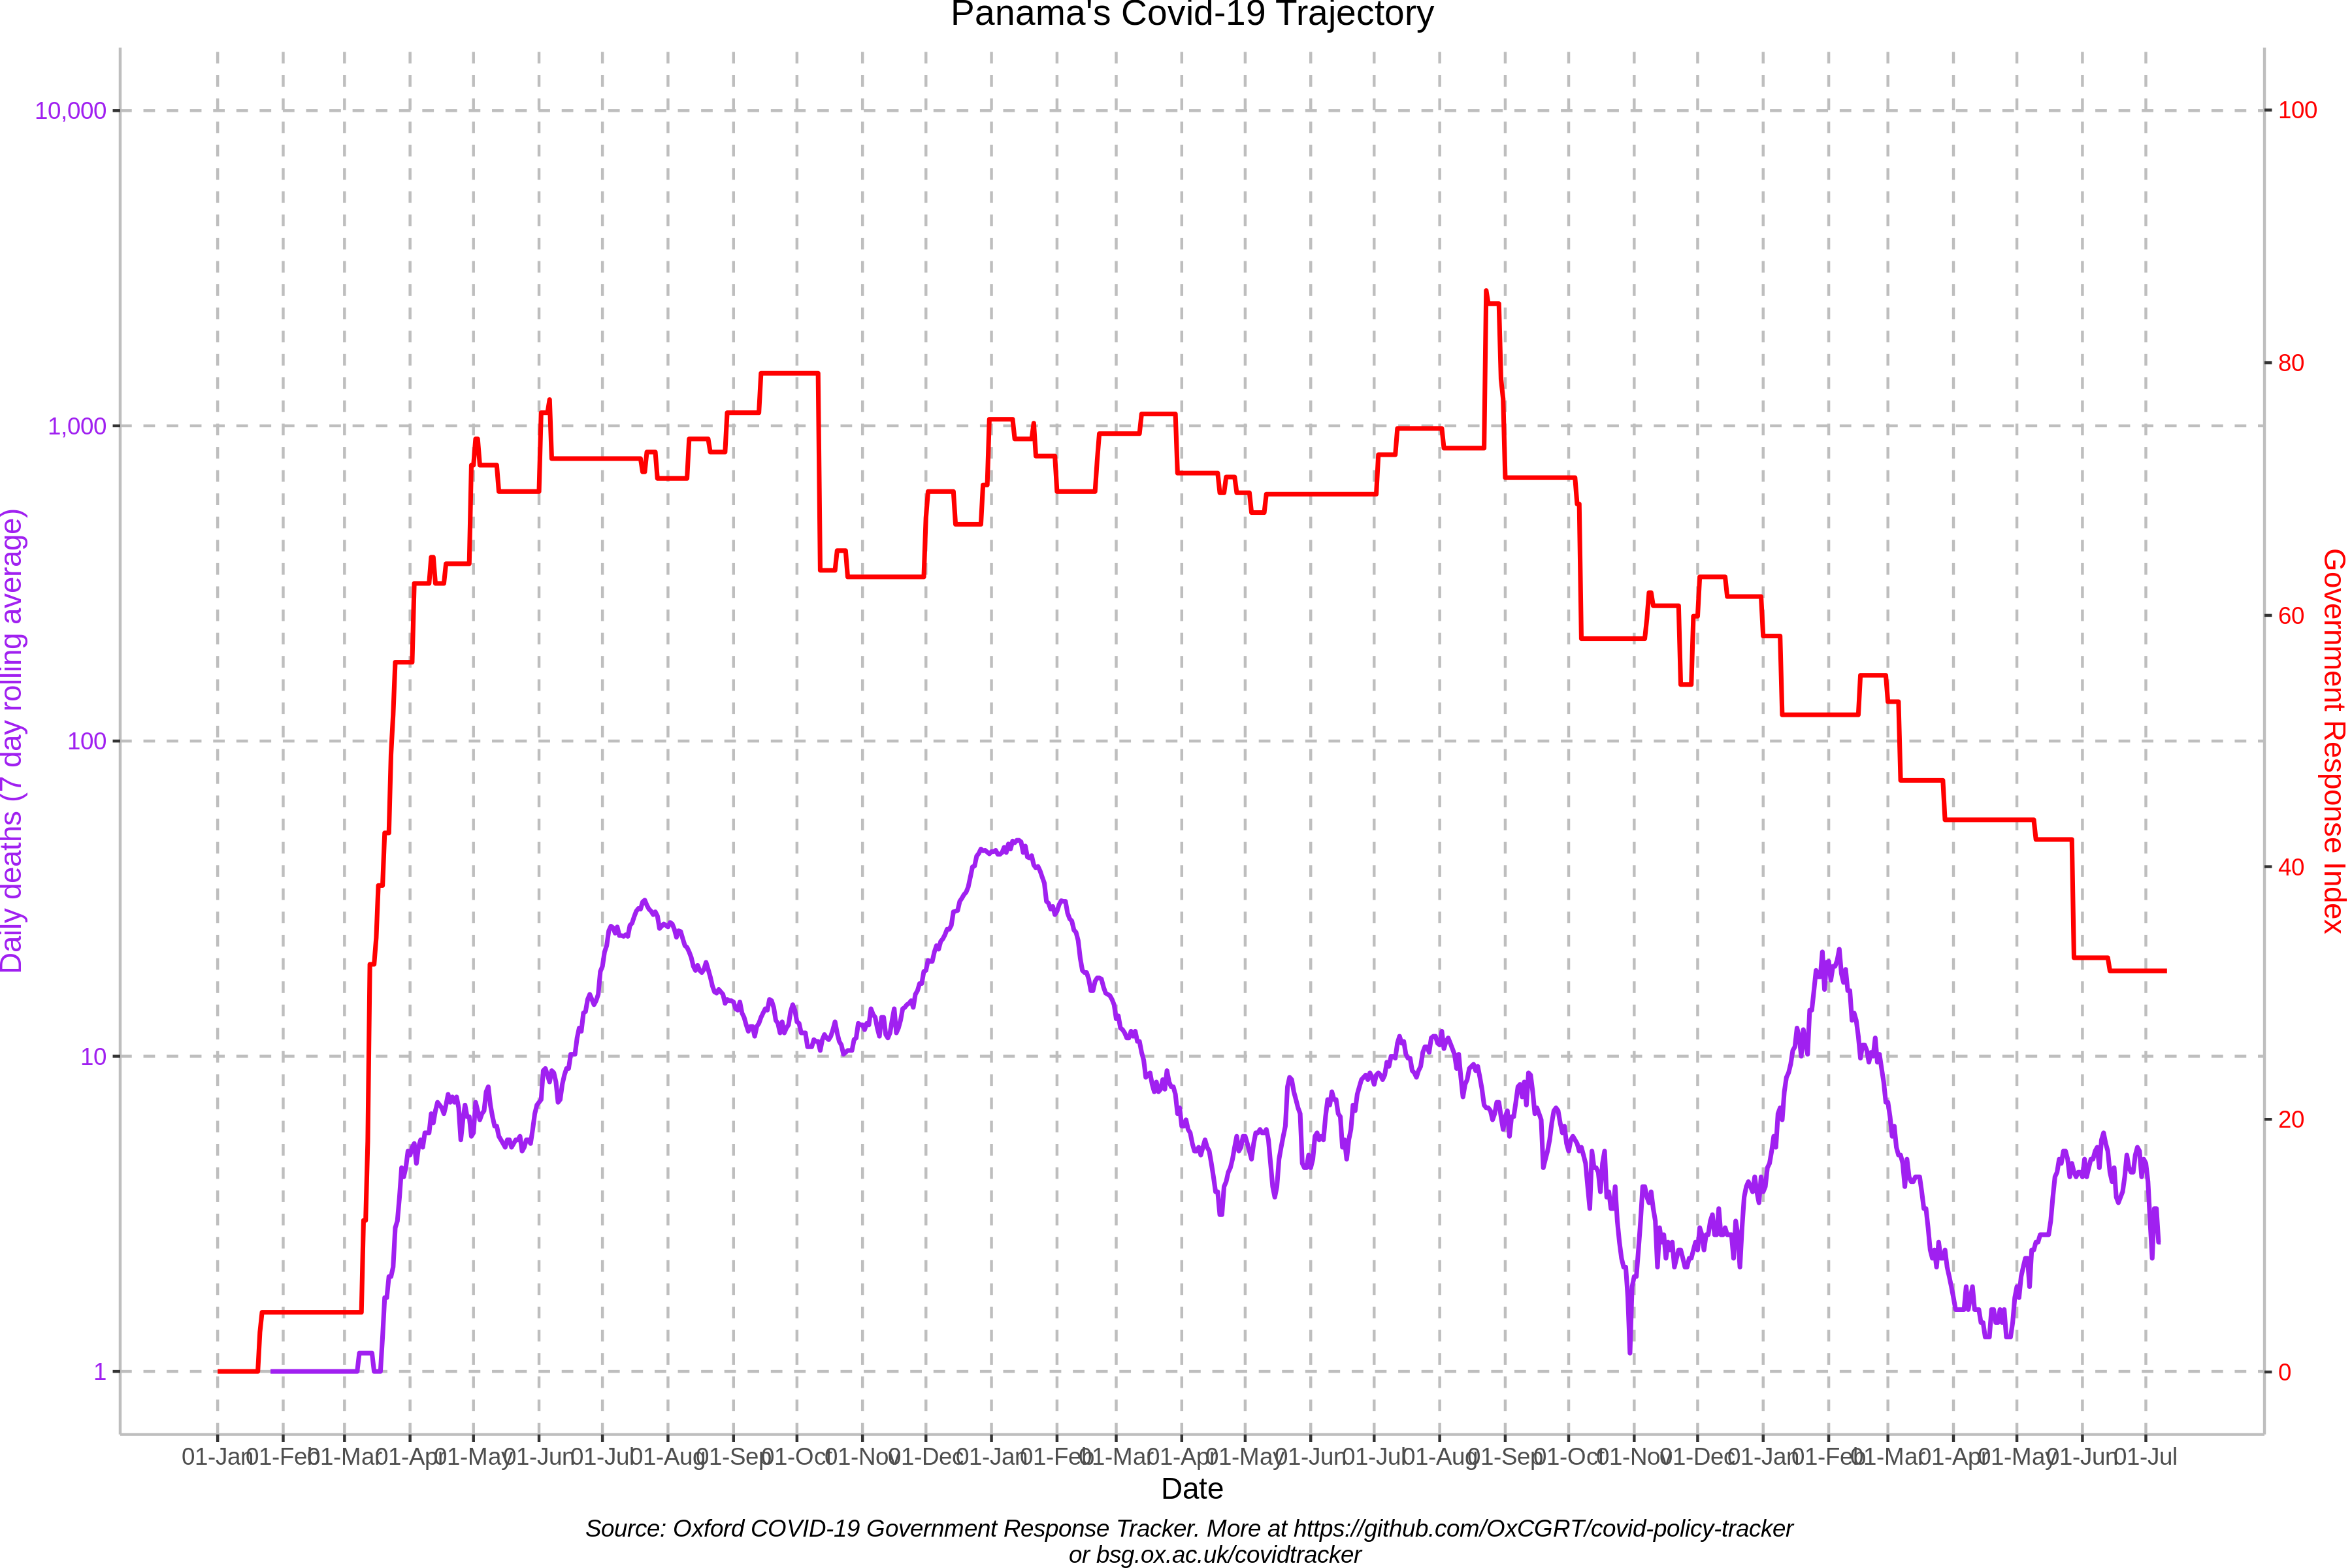 Panama's Covid-19 Trajectory
Daily deaths (7 day rolling average)
10,000
1,000
100
10
1
100
80
60
40
20
0
Government Response Index
01-Jan 01-Feb 01-Mar 01-Apr 01-May 01-Jun 01-Jul 01-Aug 01-Sep 01-Oct 01-Nov 01-Dec 01-Jan 01-Feb 01-Mar 01-Apr 01-May 01-Jun 01-Jul 01-Aug 01-Sep 01-Oct 01-Nov 01-Dec 01-Jan 01-Feb 01-Mar 01-Apr 01-May 01-Jun 01-Jul
Date
Source: Oxford COVID-19 Government Response Tracker. More at https://github.com/OxCGRT/covid-policy-tracker
or bsg.ox.ac.uk/covidtracker